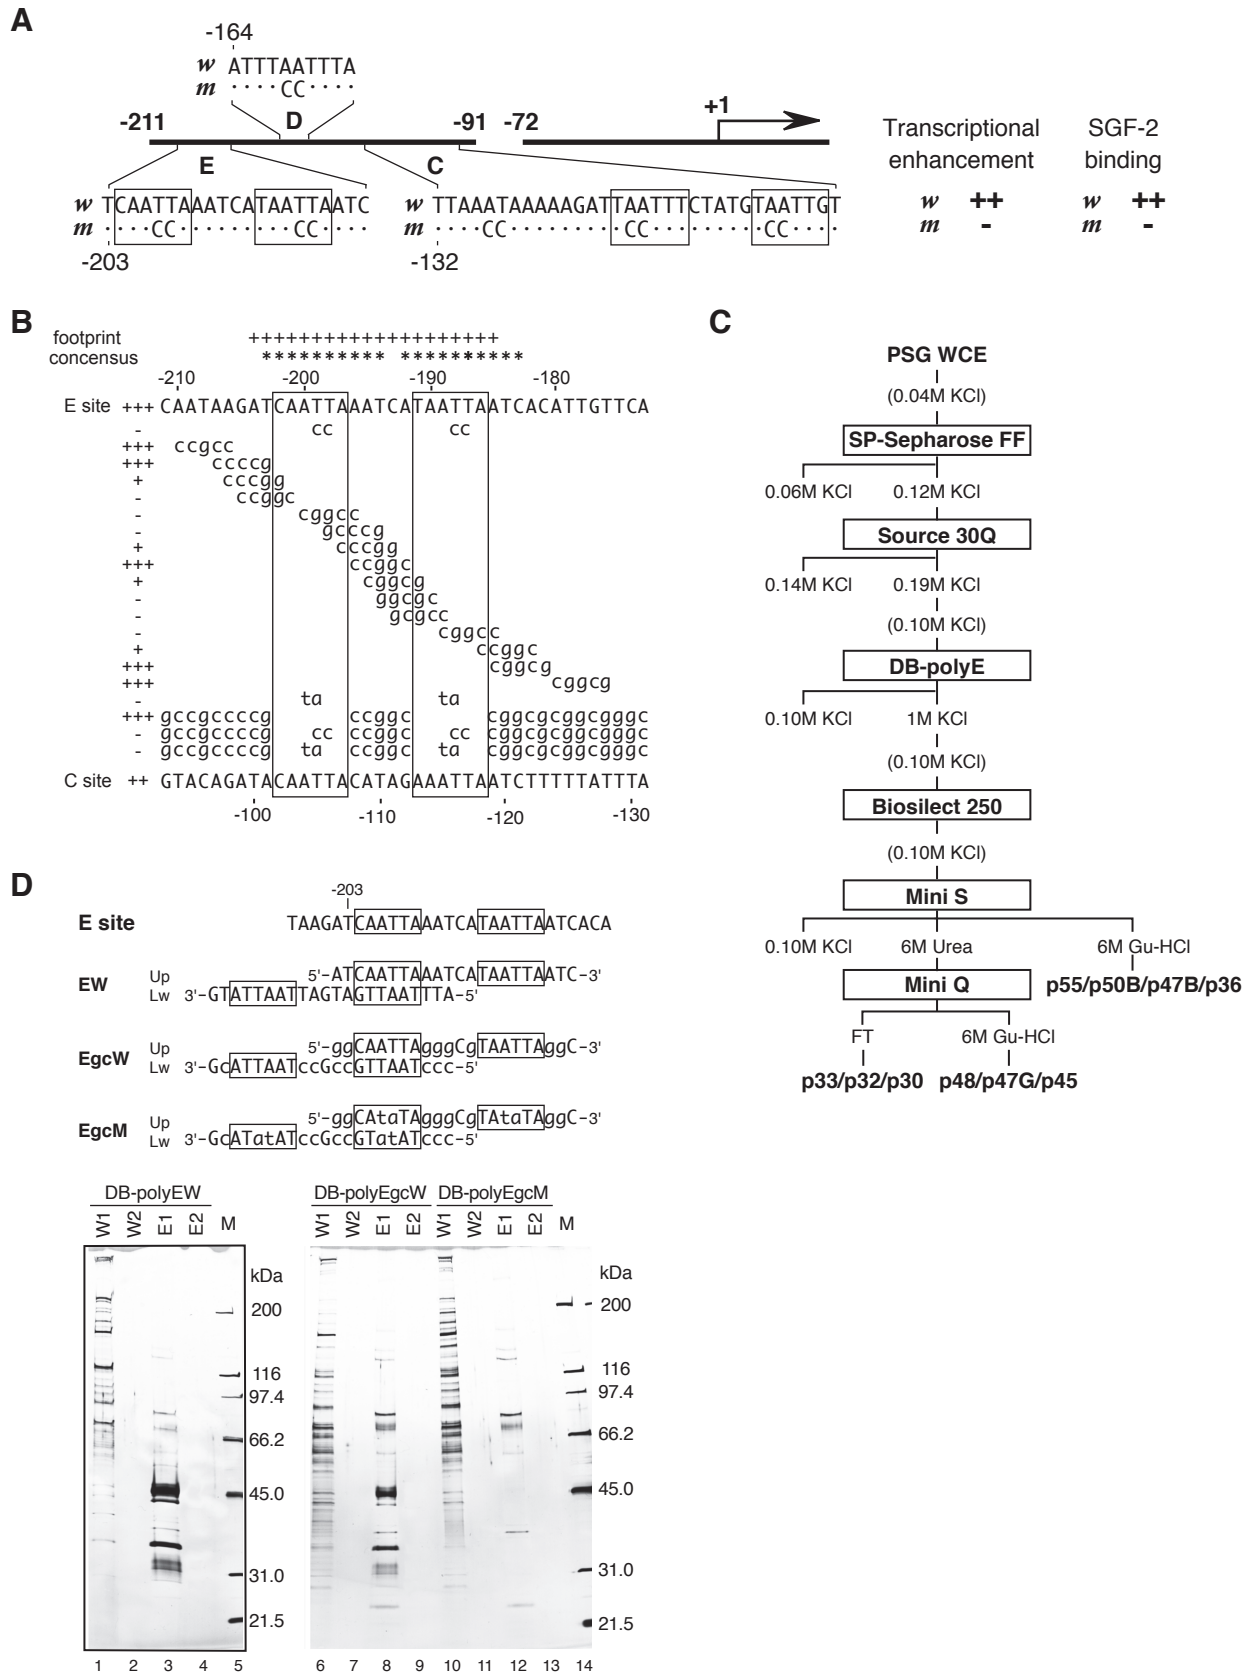 A
-164
w ATTTAATTTA
m ····CC····
D
-211 -91 -72 +1
E C
w TCAATTAAATCATAATTAATC
m ····CC··········CC····
-203
w TTAAATAAAAAGATTAATTTCTATGTAATTGT
m ····CC·········CC·········CC····
-132
Transcriptional enhancement
w ++
m -
SGF-2 binding
w ++
m -
B
footprint ++++++++++++++++++++
concensus ********** **********
-210 -200 -190 -180
E site +++ CAATAAGATCAATTAAATCATAATTAATCACATTGTTCA
- cc cc
+++ ccgcc
+++ ccccg
+ cccgg
- ccggc
- cggcc
- gcccg
+ cccgg
+++ ccggc
+ cggcg
- ggcgc
- gcgcc
- cggcc
+ ccggc
+++ cggcg
+++ cggcg
- ta ta
+++ gccgccccg ccggc cggcgcggcgggc
- gccgccccg cc ccggc cc cggcgcggcgggc
- gccgccccg ta ccggc ta cggcgcggcgggc
C site ++ GTACAGATACAATTACATAGAAATTAATCTTTTTATTTA
-100 -110 -120 -130
C
PSG WCE
(0.04M KCl)
SP-Sepharose FF
0.06M KCl 0.12M KCl
Source 30Q
0.14M KCl 0.19M KCl
(0.10M KCl)
DB-polyE
0.10M KCl 1M KCl
(0.10M KCl)
Biosilect 250
(0.10M KCl)
Mini S
0.10M KCl 6M Urea 6M Gu-HCl
Mini Q p55/p50B/p47B/p36
FT 6M Gu-HCl
p33/p32/p30 p48/p47G/p45
D
-203
E site TAAGATCAATTAAATCATAATTAATCACA
EW Up 5'-ATCAATTAAATCATAATTAATC-3'
Lw 3'-GTATTAATTAGTAGTTAATTTA-5'
EgcW Up 5'-ggCAATTAgggCgTAATTAggC-3'
Lw 3'-GcATTAATccGccGTTAATccc-5'
EgcM Up 5'-ggCAtaTAgggCgTAtaTAggC-3'
Lw 3'-GcATatATccGccGTatATccc-5'
DB-polyEW
W1 W2 E1 E2 M
kDa
200
116
97.4
66.2
45.0
31.0
21.5
1 2 3 4 5
DB-polyEgcW DB-polyEgcM
W1 W2 E1 E2 W1 W2 E1 E2 M
kDa
200
116
97.4
66.2
45.0
31.0
21.5
6 7 8 9 10 11 12 13 14